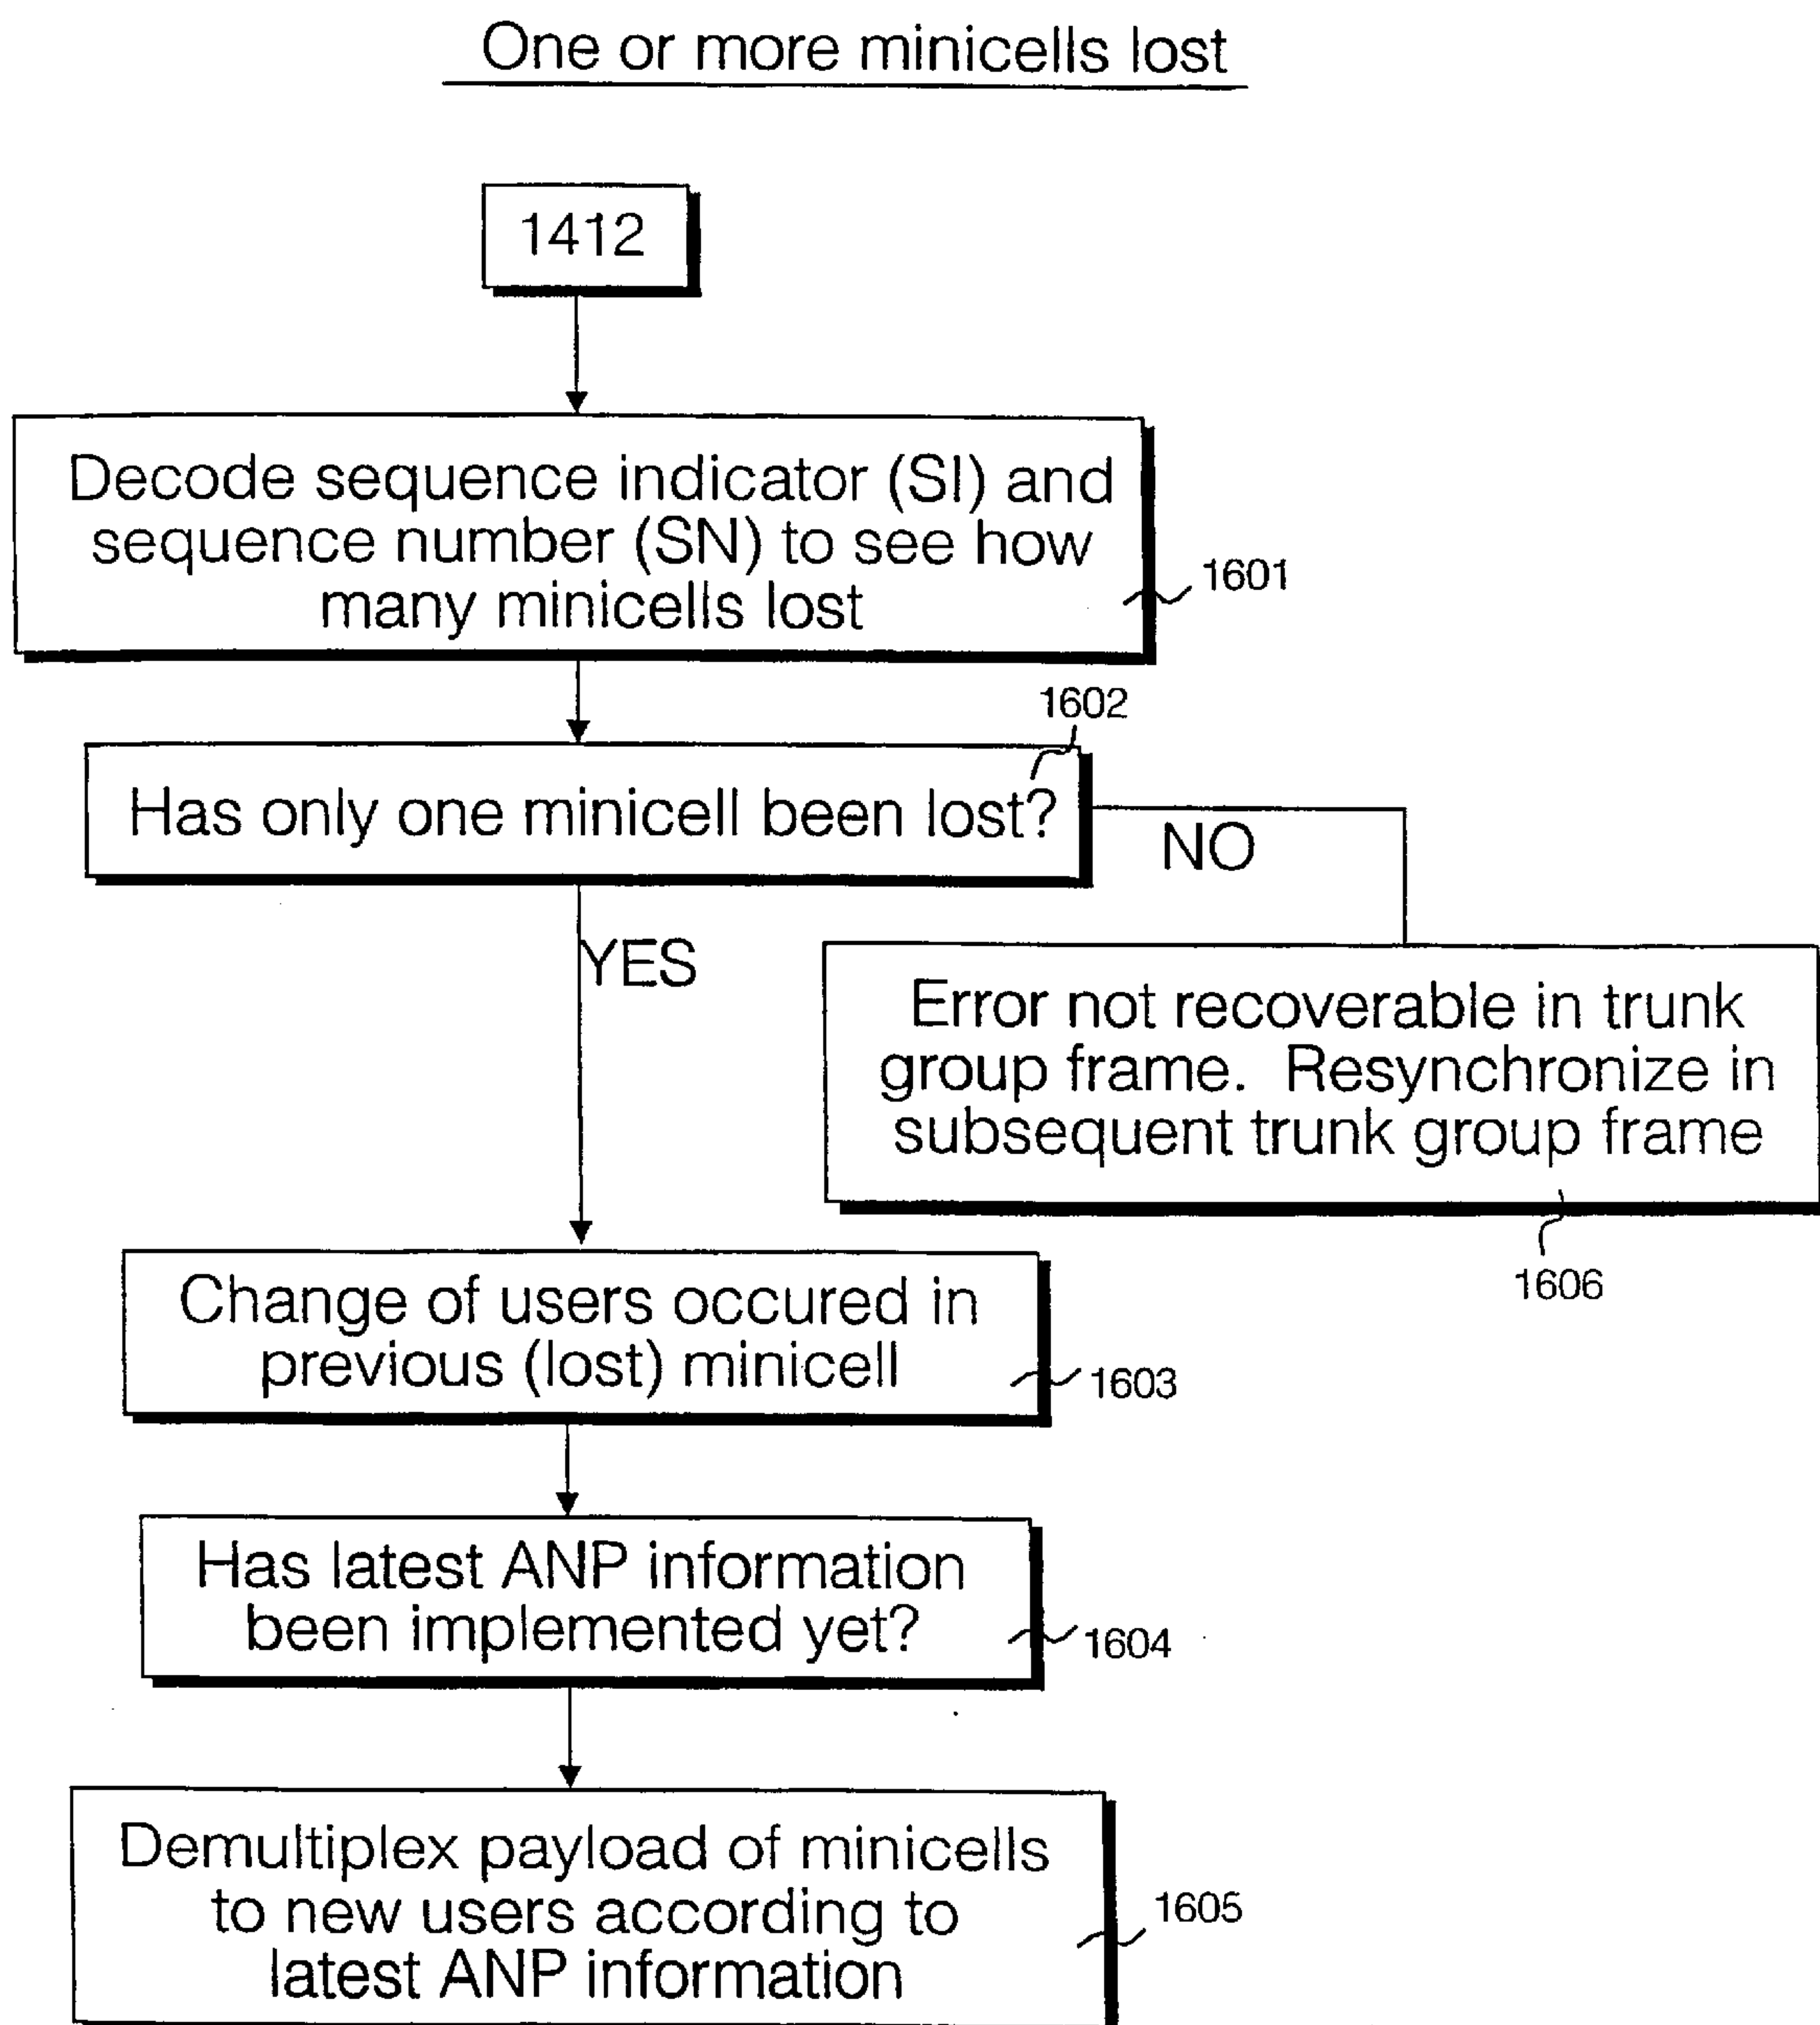 One or more minicells lost
1412
Decode sequence indicator (SI) and
sequence number (SN) to see how
many minicells lost
1601
1602
Has only one minicell been lost?
NO
YES
Error not recoverable in trunk
group frame. Resynchronize in
subsequent trunk group frame
1606
Change of users occured in
previous (lost) minicell
1603
Has latest ANP information
been implemented yet?
1604
Demultiplex payload of minicells
to new users according to
latest ANP information
1605